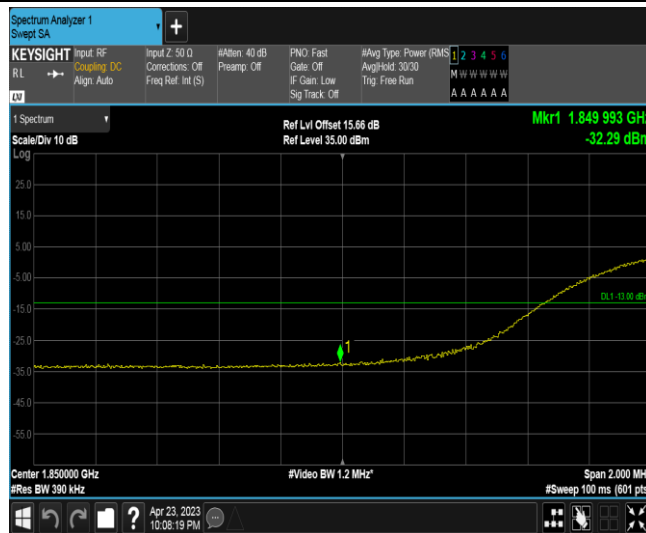 Spectrum Analyzer 1
Swept SA
+
KEYSIGHT
RL
LXI
Input: RF
Coupling: DC
Align: Auto
Input Z: 50 Ω
Corrections: Off
Freq Ref: Int (S)
#Atten: 40 dB
Preamp: Off
PNO: Fast
Gate: Off
IF Gain: Low
Sig Track: Off
#Avg Type: Power (RMS
Avg|Hold: 30/30
Trig: Free Run
1 2 3 4 5 6
M W W W W W
A A A A A A
1 Spectrum
Scale/Div 10 dB
Log
Ref Lvl Offset 15.66 dB
Ref Level 35.00 dBm
Mkr1 1.849 993 GHz
-32.29 dBm
25.0
15.0
5.00
-5.00
-15.0
-25.0
-35.0
-45.0
-55.0
DL1 -13.00 dBm
1
Center 1.850000 GHz
#Res BW 390 kHz
#Video BW 1.2 MHz*
Span 2.000 MH
#Sweep 100 ms (601 pts
?
Apr 23, 2023
10:08:19 PM